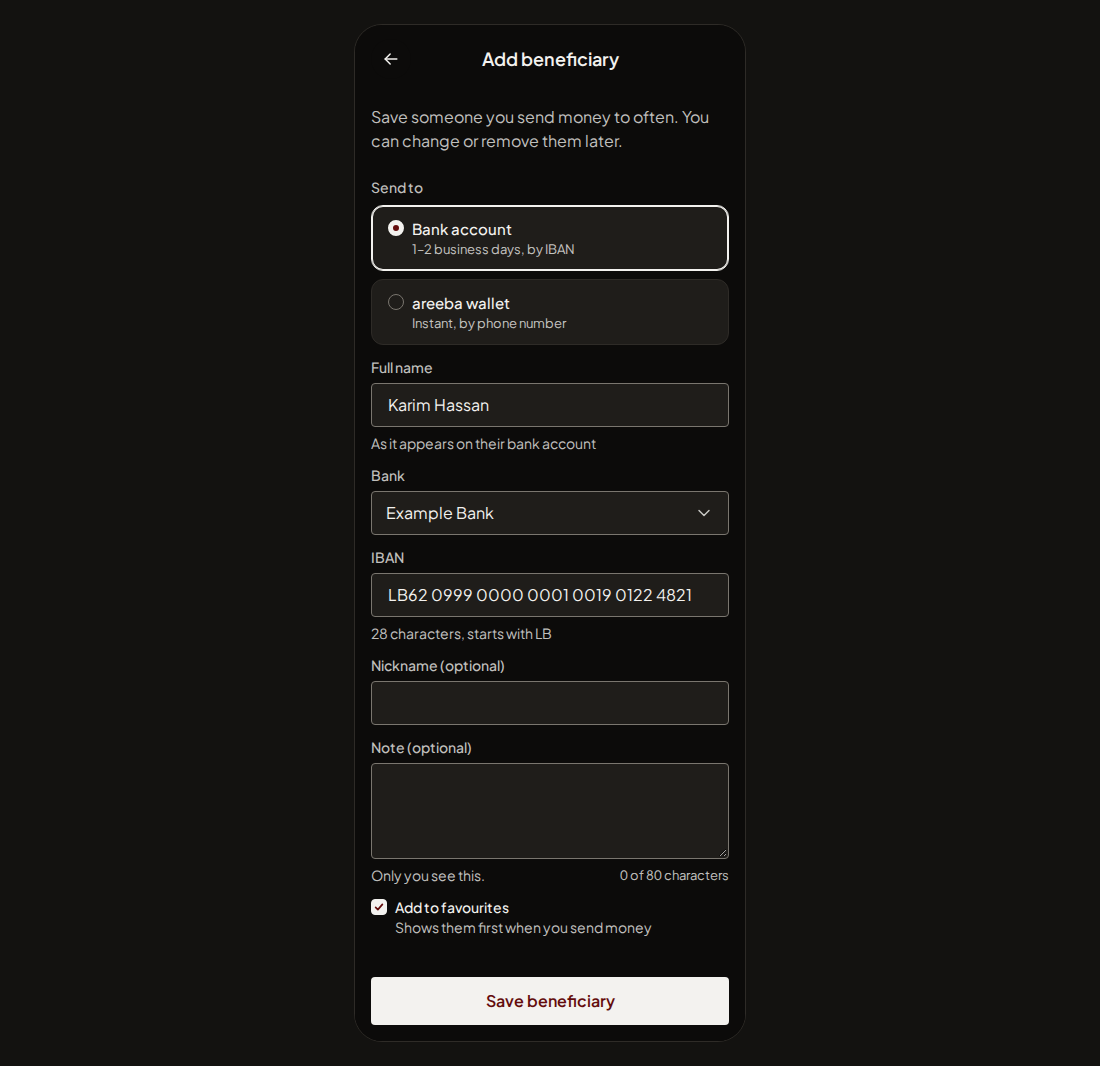 Add beneficiary
Save someone you send money to often. You
can change or remove them later.
Send to
Bank account
1–2 business days, by IBAN
areeba wallet
Instant, by phone number
Full name
Karim Hassan
As it appears on their bank account
Bank
Example Bank
IBAN
LB62 0999 0000 0001 0019 0122 4821
28 characters, starts with LB
Nickname (optional)
Note (optional)
Only you see this.
0 of 80 characters
Add to favourites
Shows them first when you send money
Save beneficiary